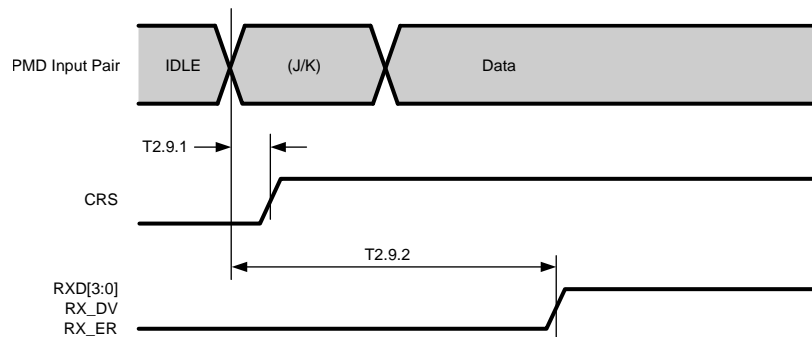 PMD Input Pair
IDLE
(J/K)
Data
T2.9.1
CRS
T2.9.2
RXD[3:0]
RX_DV
RX_ER